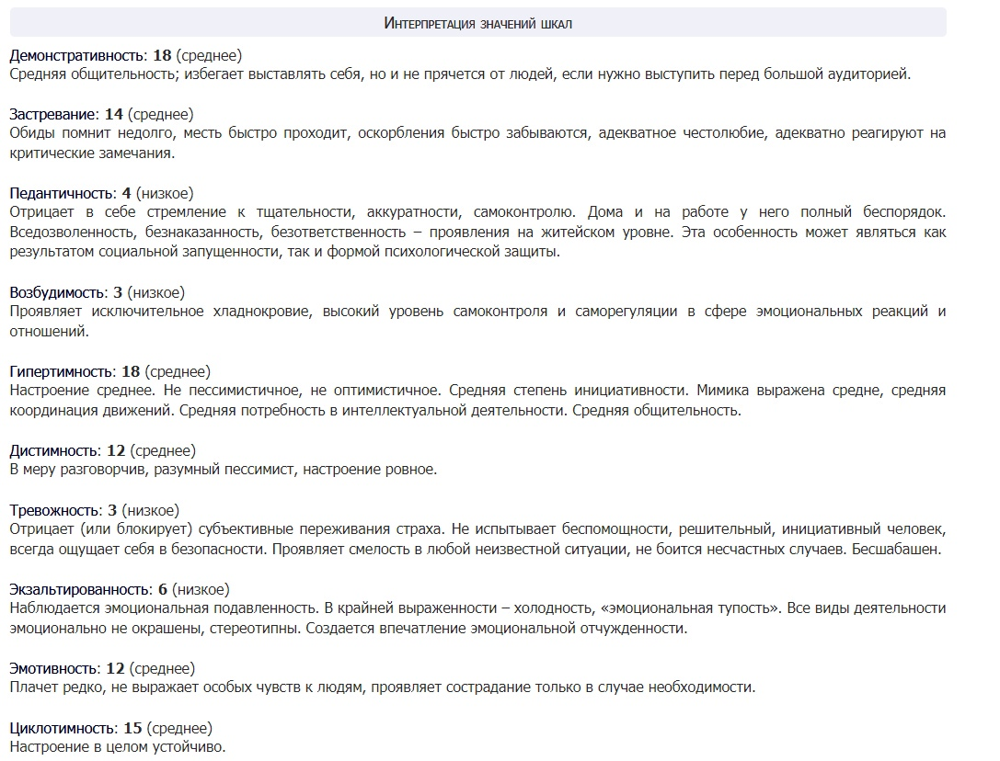 Интерпретация значений шкал
Демонстративность: 18 (среднее)
Средняя общительность; избегает выставлять себя, но и не прячется от людей, если нужно выступить перед большой аудиторией.
Застревание: 14 (среднее)
Обиды помнит недолго, месть быстро проходит, оскорбления быстро забываются, адекватное честолюбие, адекватно реагируют на
критические замечания.
Педантичность: 4 (низкое)
Отрицает в себе стремление к тщательности, аккуратности, самоконтролю. Дома и на работе у него полный беспорядок.
Вседозволенность, безнаказанность, безответственность – проявления на житейском уровне. Эта особенность может являться как
результатом социальной запущенности, так и формой психологической защиты.
Возбудимость: 3 (низкое)
Проявляет исключительное хладнокровие, высокий уровень самоконтроля и саморегуляции в сфере эмоциональных реакций и
отношений.
Гипертимность: 18 (среднее)
Настроение среднее. Не пессимистичное, не оптимистичное. Средняя степень инициативности. Мимика выражена средне, средняя
координация движений. Средняя потребность в интеллектуальной деятельности. Средняя общительность.
Дистимность: 12 (среднее)
В меру разговорчив, разумный пессимист, настроение ровное.
Тревожность: 3 (низкое)
Отрицает (или блокирует) субъективные переживания страха. Не испытывает беспомощности, решительный, инициативный человек,
всегда ощущает себя в безопасности. Проявляет смелость в любой неизвестной ситуации, не боится несчастных случаев. Бесшабашен.
Экзальтированность: 6 (низкое)
Наблюдается эмоциональная подавленность. В крайней выраженности – холодность, «эмоциональная тупость». Все виды деятельности
эмоционально не окрашены, стереотипны. Создается впечатление эмоциональной отчужденности.
Эмотивность: 12 (среднее)
Плачет редко, не выражает особых чувств к людям, проявляет сострадание только в случае необходимости.
Циклотимность: 15 (среднее)
Настроение в целом устойчиво.